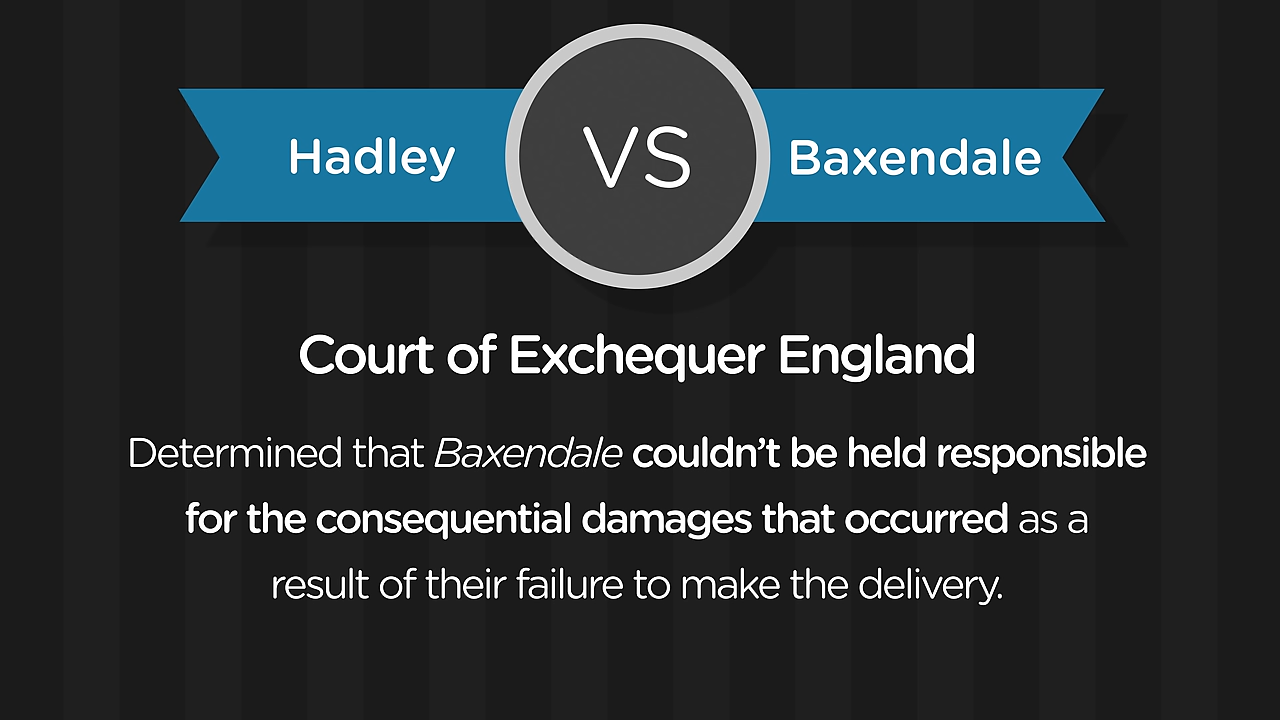 Hadley VS Baxendale
Court of Exchequer England
Determined that Baxendale couldn’t be held responsible
for the consequential damages that occurred as a
result of their failure to make the delivery.